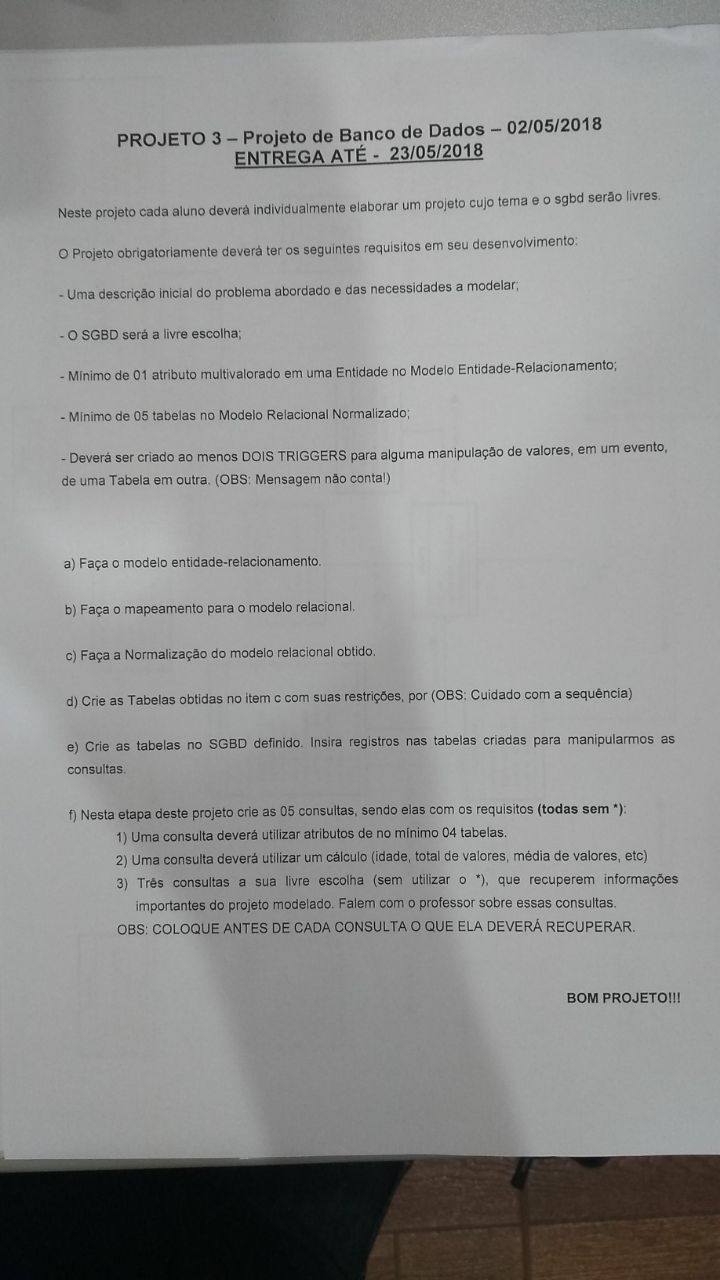 PROJETO 3 – Projeto de Banco de Dados – 02/05/2018
ENTREGA ATÉ - 23/05/2018
Neste projeto cada aluno deverá individualmente elaborar um projeto cujo tema e o sgbd serão livres.
O Projeto obrigatoriamente deverá ter os seguintes requisitos em seu desenvolvimento:
- Uma descrição inicial do problema abordado e das necessidades a modelar;
- O SGBD será a livre escolha;
- Mínimo de 01 atributo multivalorado em uma Entidade no Modelo Entidade-Relacionamento;
- Mínimo de 05 tabelas no Modelo Relacional Normalizado;
- Deverá ser criado ao menos DOIS TRIGGERS para alguma manipulação de valores, em um evento,
de uma Tabela em outra. (OBS: Mensagem não conta!)
a) Faça o modelo entidade-relacionamento.
b) Faça o mapeamento para o modelo relacional.
c) Faça a Normalização do modelo relacional obtido.
d) Crie as Tabelas obtidas no item c com suas restrições, por (OBS: Cuidado com a sequência)
e) Crie as tabelas no SGBD definido. Insira registros nas tabelas criadas para manipularmos as
consultas.
f) Nesta etapa deste projeto crie as 05 consultas, sendo elas com os requisitos (todas sem *):
1) Uma consulta deverá utilizar atributos de no mínimo 04 tabelas.
2) Uma consulta deverá utilizar um cálculo (idade, total de valores, média de valores, etc)
3) Três consultas a sua livre escolha (sem utilizar o *), que recuperem informações
importantes do projeto modelado. Falem com o professor sobre essas consultas.
OBS: COLOQUE ANTES DE CADA CONSULTA O QUE ELA DEVERÁ RECUPERAR.
BOM PROJETO!!!